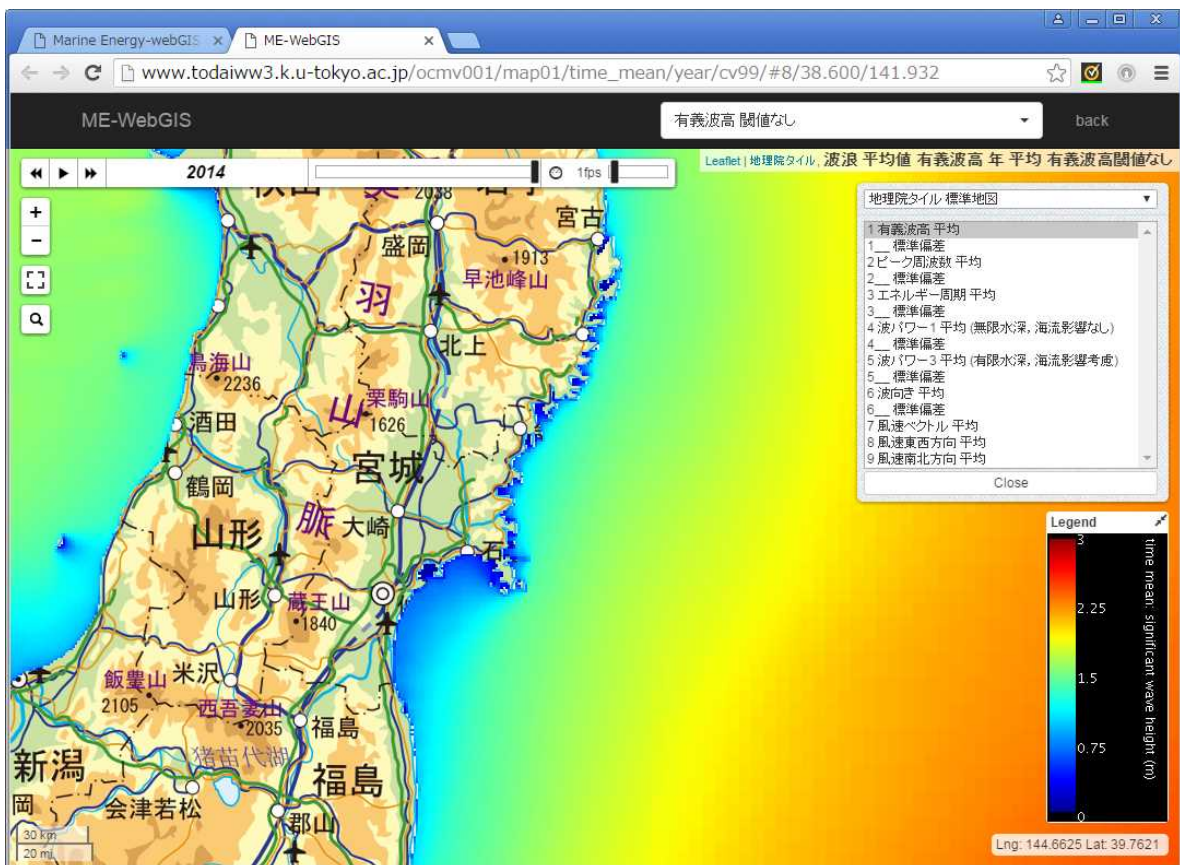 Marine Energy-webGIS
ME-WebGIS
www.todaiww3.k.u-tokyo.ac.jp/ocmv001/map01/time_mean/year/cv99/#8/38.600/141.932
ME-WebGIS
有義波高 閾値なし
back
2014
1fps
Leaflet | 地理院タイル, 波浪 平均値 有義波高 年 平均 有義波高閾値なし
+
−
地理院タイル 標準地図
1 有義波高 平均
1__ 標準偏差
2 ピーク周波数 平均
2__ 標準偏差
3 エネルギー周期 平均
3__ 標準偏差
4 波パワー1 平均 (無限水深, 海流影響なし)
4__ 標準偏差
5 波パワー3 平均 (有限水深, 海流影響考慮)
5__ 標準偏差
6 波向き 平均
6__ 標準偏差
7 風速ベクトル 平均
8 風速東西方向 平均
9 風速南北方向 平均
Close
2038
宮古
盛岡
1913
早池峰山
羽
北上
鳥海山
2236
栗駒山
山
1626
酒田
宮城
鶴岡
脈
大崎
山形
石
山形
蔵王山
1840
飯豊山
米沢
2105
西吾妻山
2035
福島
猪苗代湖
新潟
福島
岡
会津若松
郡山
30 km
20 mi
Legend
3
2.25
1.5
0.75
0
time mean: significant wave height (m)
Lng: 144.6625 Lat: 39.7621